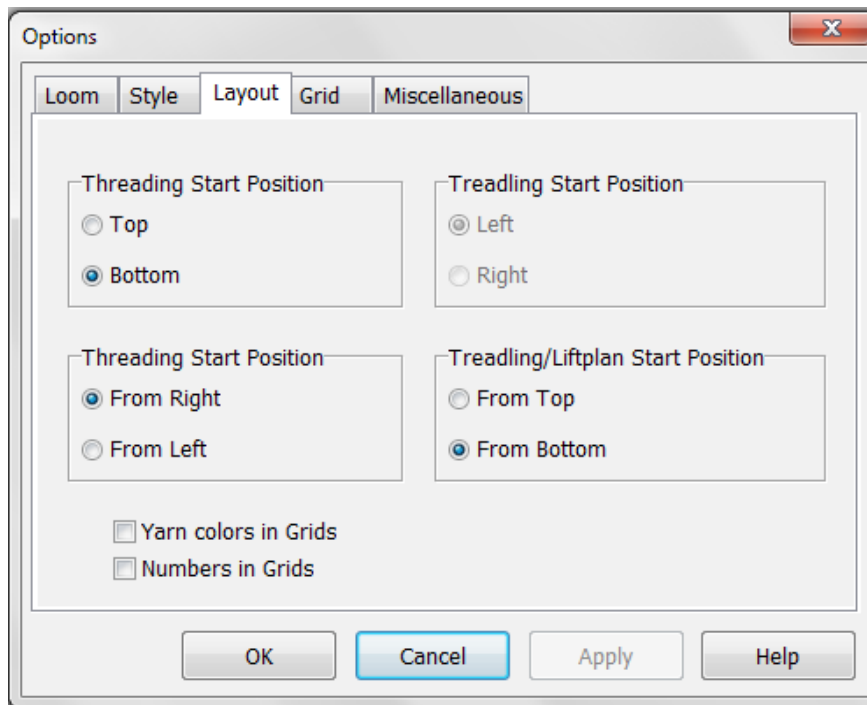 Options
Loom Style Layout Grid Miscellaneous
Threading Start Position
Top
Bottom
Treadling Start Position
Left
Right
Threading Start Position
From Right
From Left
Treadling/Liftplan Start Position
From Top
From Bottom
Yarn colors in Grids
Numbers in Grids
OK Cancel Apply Help